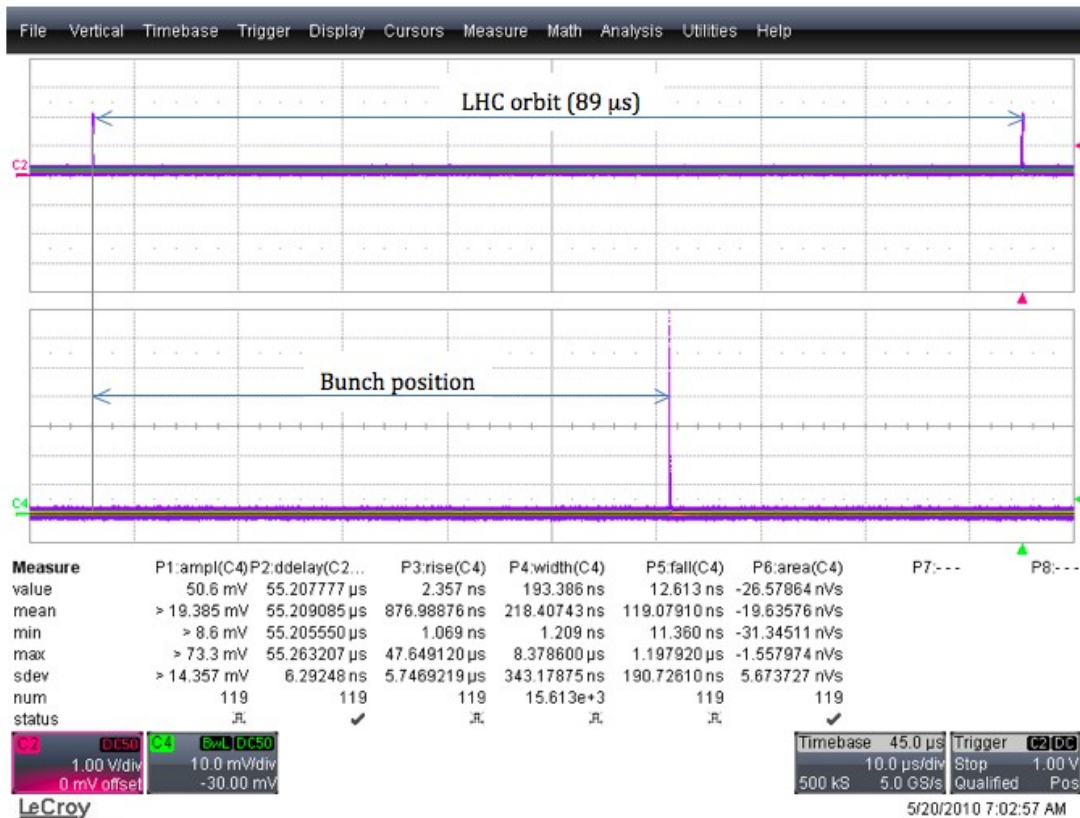 File Vertical Timebase Trigger Display Cursors Measure Math Analysis Utilities Help
LHC orbit (89 µs)
C2
Bunch position
C4
Measure P1:ampl(C4) P2:ddelay(C2... P3:rise(C4) P4:width(C4) P5:fall(C4) P6:area(C4) P7:--- P8:---
value 50.6 mV 55.207777 µs 2.357 ns 193.386 ns 12.613 ns -26.57864 nVs
mean > 19.385 mV 55.209085 µs 876.98876 ns 218.40743 ns 119.07910 ns -19.63576 nVs
min > 8.6 mV 55.205550 µs 1.069 ns 1.209 ns 11.360 ns -31.34511 nVs
max > 73.3 mV 55.263207 µs 47.649120 µs 8.378600 µs 1.197920 µs -1.557974 nVs
sdev > 14.357 mV 6.29248 ns 5.7469219 µs 343.17875 ns 190.72610 ns 5.673727 nVs
num 119 119 119 15.613e+3 119 119
status
C2 DC50
1.00 V/div
0 mV offset
C4 BwL DC50
10.0 mV/div
-30.00 mV
Timebase 45.0 µs
10.0 µs/div
500 kS 5.0 GS/s
Trigger C2 DC
Stop 1.00 V
Qualified Pos
LeCroy
5/20/2010 7:02:57 AM